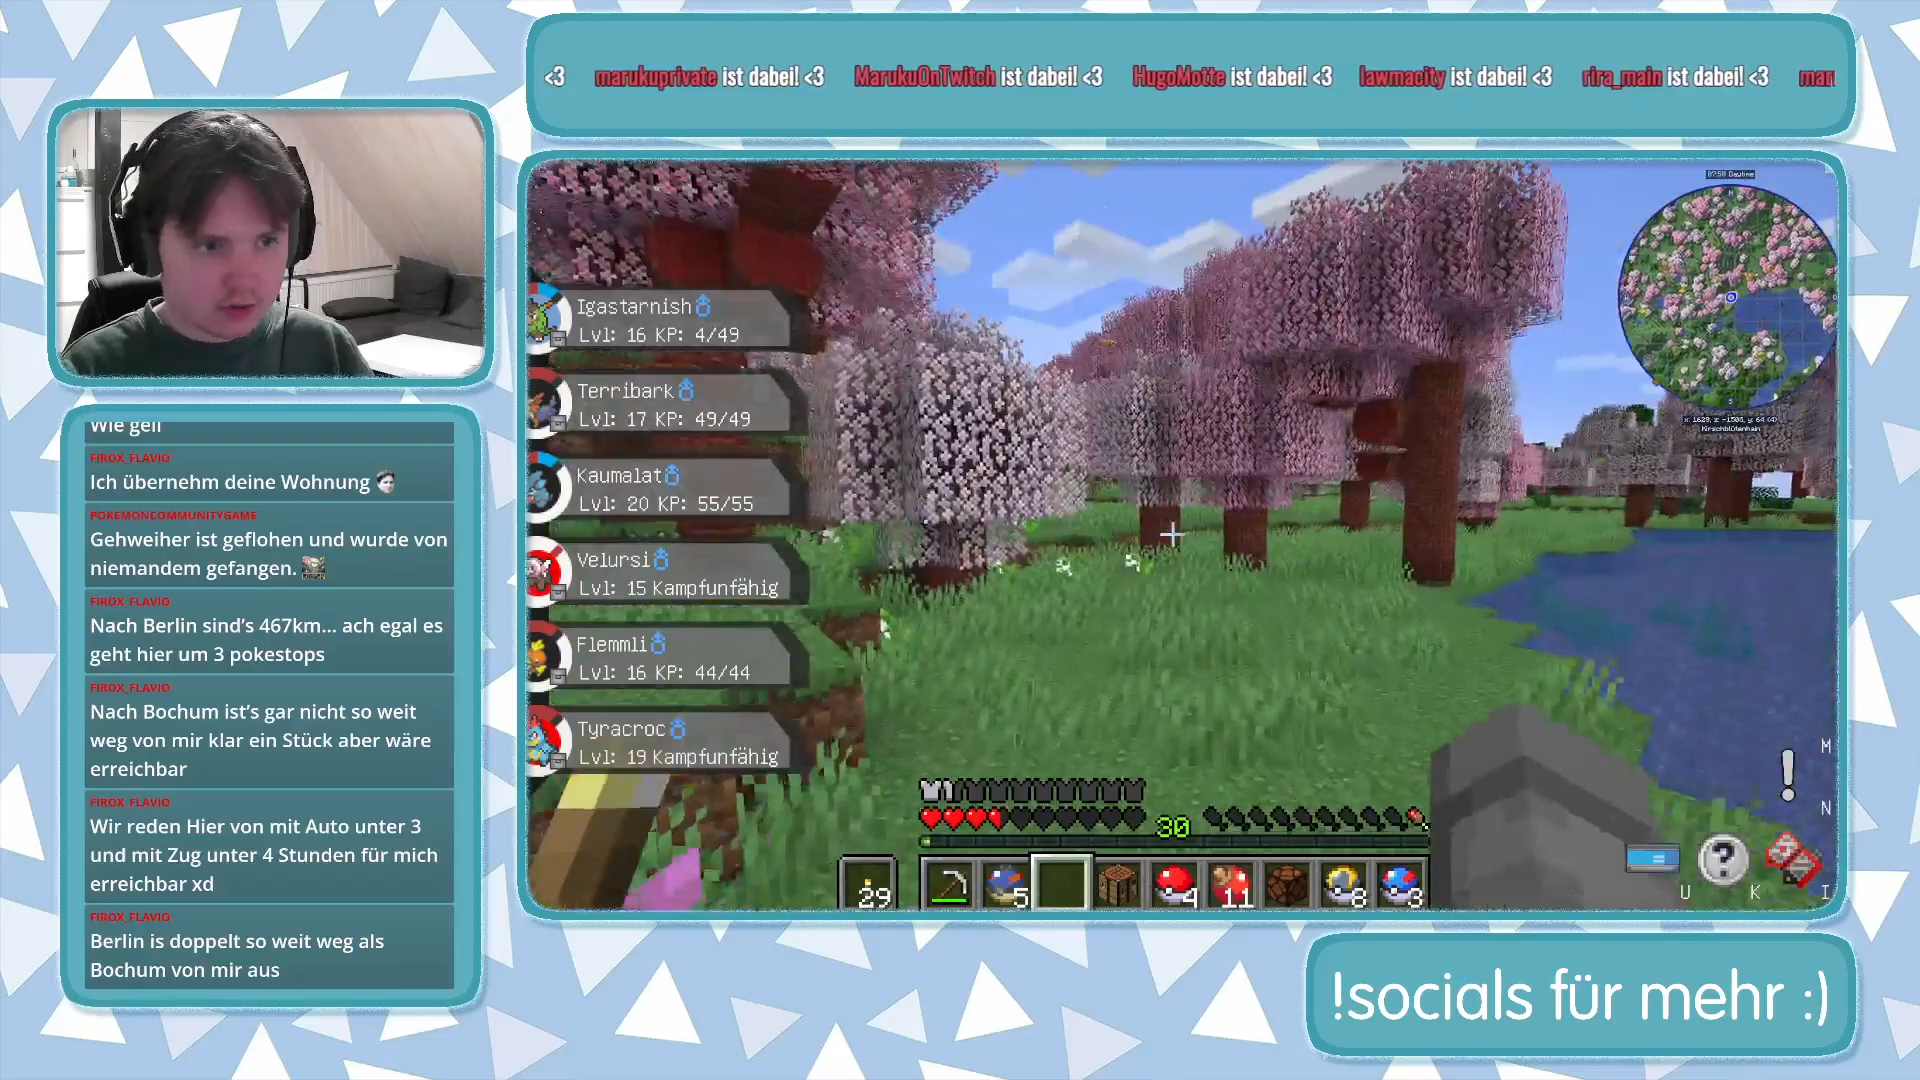 <3 marukuprivate ist dabei! <3 MarukuOnTwitch ist dabei! <3 HugoMotte ist dabei! <3 lawmacity ist dabei! <3 rira_main ist dabei! <3 mar
07:58 Daytime
Kirschblütenhain
Igastarnish
Lvl: 16 KP: 4/49
Terribark
Lvl: 17 KP: 49/49
Kaumalat
Lvl: 20 KP: 55/55
Velursi
Lvl: 15 Kampfunfähig
Flemmli
Lvl: 16 KP: 44/44
Tyracroc
Lvl: 19 Kampfunfähig
30
29
5
4
11
8
3
M
N
U
K
I
Wie geil
FIROX_FLAVIO
Ich übernehm deine Wohnung
POKEMONCOMMUNITYGAME
Gehweiher ist geflohen und wurde von
niemandem gefangen.
FIROX_FLAVIO
Nach Berlin sind's 467km... ach egal es
geht hier um 3 pokestops
FIROX_FLAVIO
Nach Bochum ist's gar nicht so weit
weg von mir klar ein Stück aber wäre
erreichbar
FIROX_FLAVIO
Wir reden Hier von mit Auto unter 3
und mit Zug unter 4 Stunden für mich
erreichbar xd
FIROX_FLAVIO
Berlin is doppelt so weit weg als
Bochum von mir aus
!socials für mehr :)